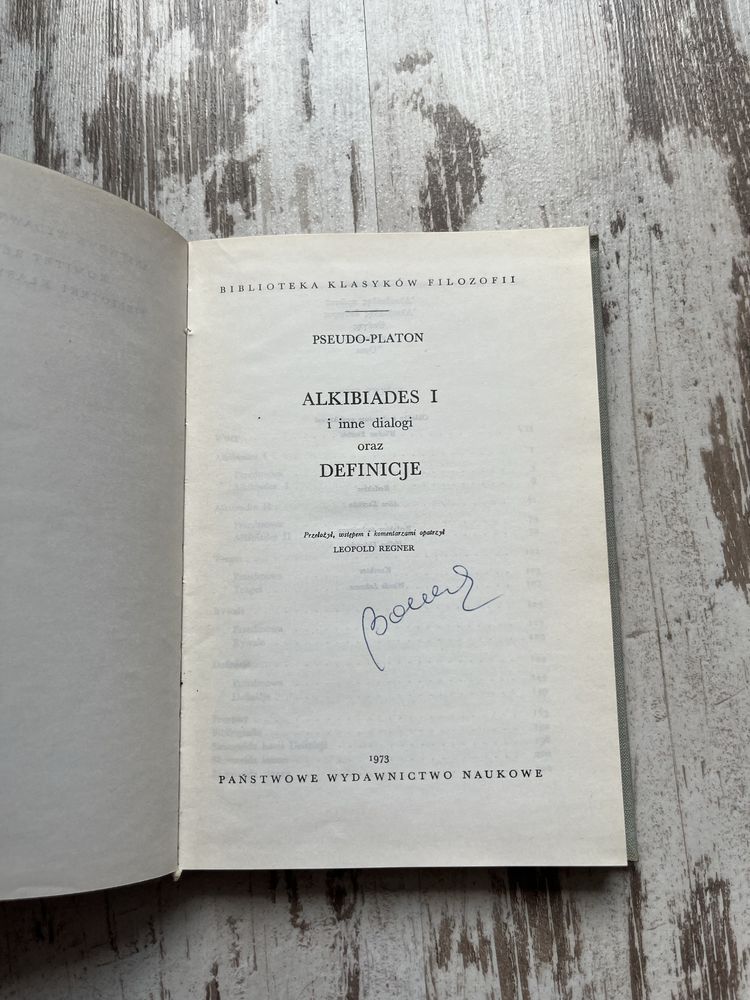 BIBLIOTEKA KLASYKÓW FILOZOFII
PSEUDO-PLATON
ALKIBIADES I
i inne dialogi
oraz
DEFINICJE
Przełożył, wstępem i komentarzami opatrzył
LEOPOLD REGNER
1973
PAŃSTWOWE WYDAWNICTWO NAUKOWE